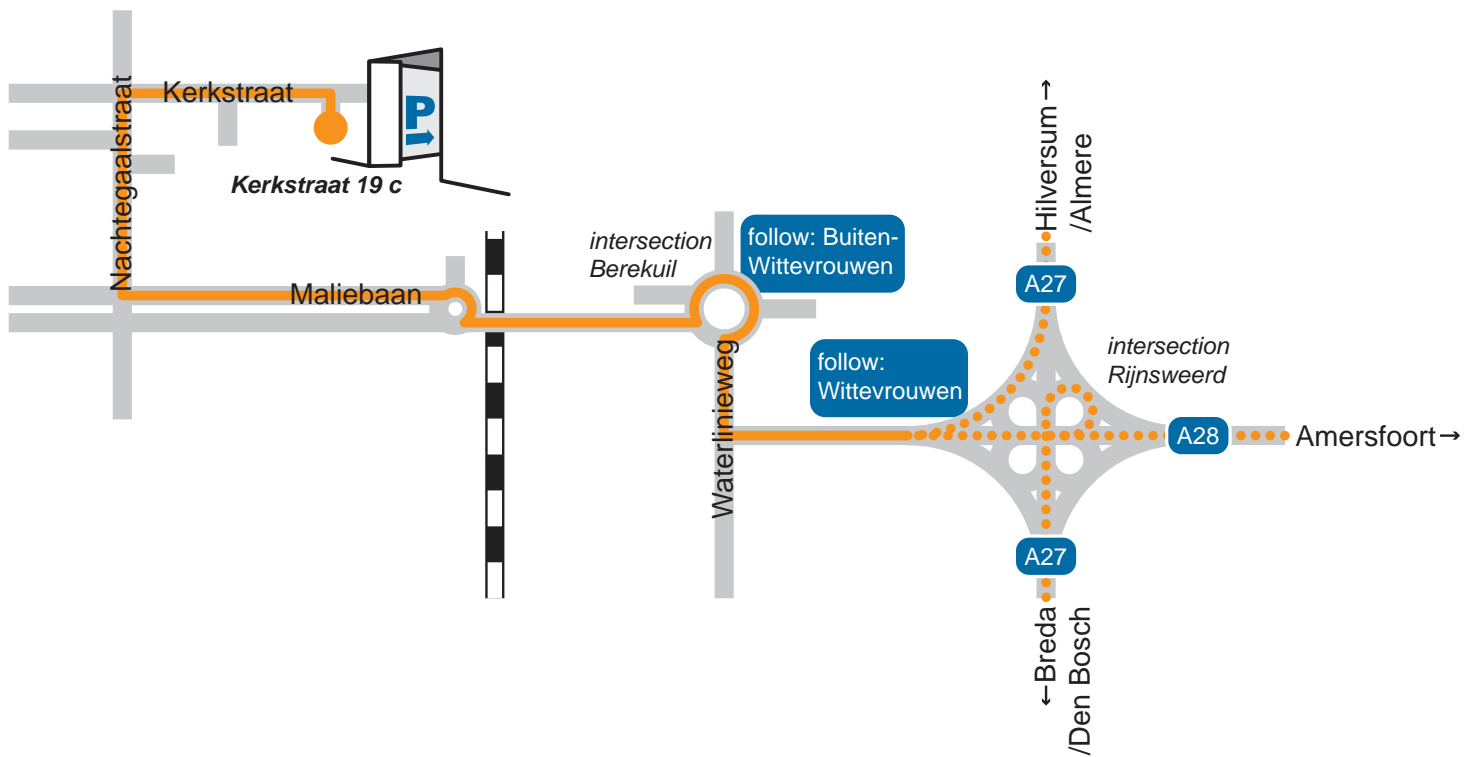 Kerkstraat
P
Kerkstraat 19 c
Nachtegaalstraat
Maliebaan
intersection
Berekuil
follow: Buiten-
Wittevrouwen
Waterlinieweg
follow:
Wittevrouwen
Hilversum→
/Almere
A27
intersection
Rijnsweerd
A28
Amersfoort→
A27
←Breda
/Den Bosch